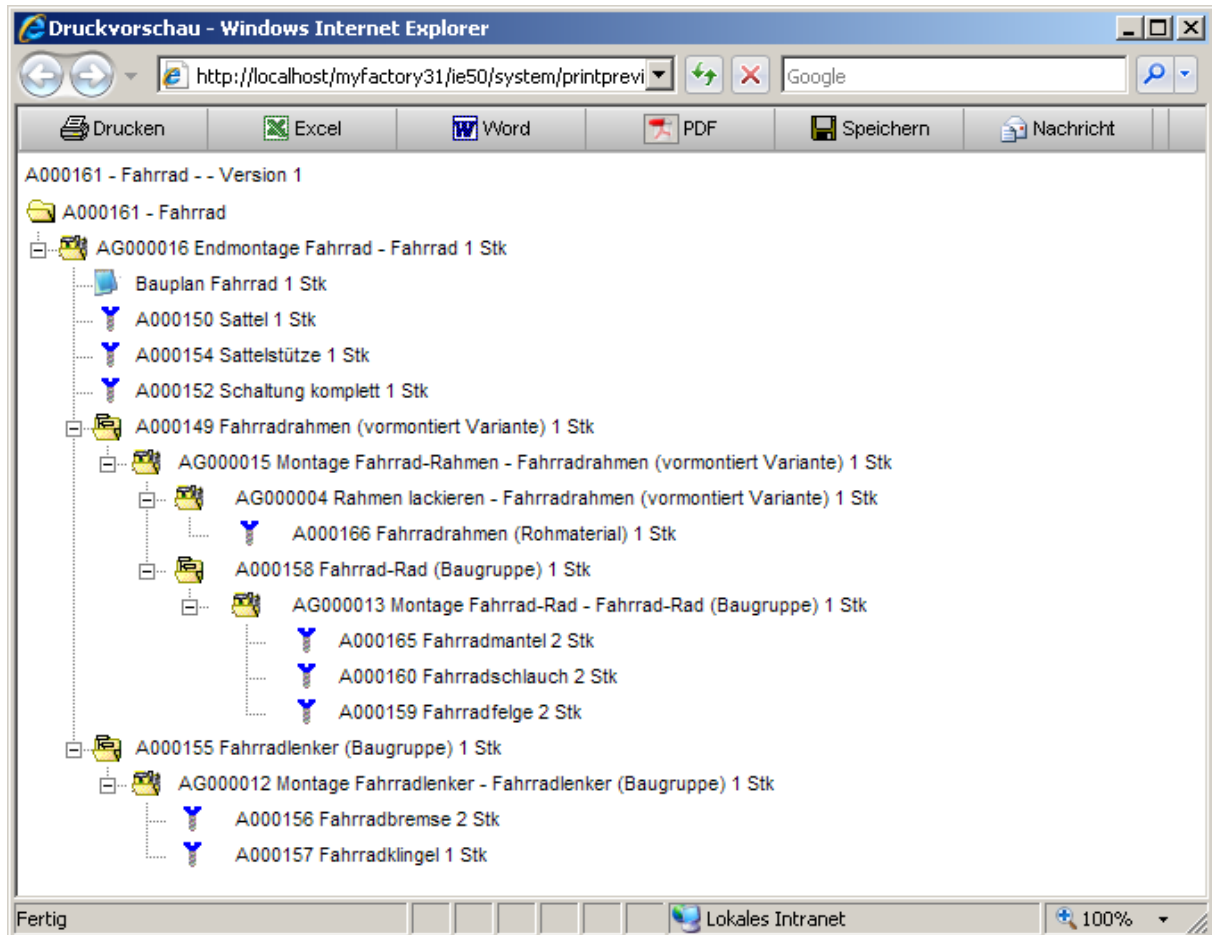 Druckvorschau - Windows Internet Explorer
http://localhost/myfactory31/ie50/system/printprevi
Google
Drucken Excel Word PDF Speichern Nachricht
A000161 - Fahrrad - - Version 1
A000161 - Fahrrad
AG000016 Endmontage Fahrrad - Fahrrad 1 Stk
Bauplan Fahrrad 1 Stk
A000150 Sattel 1 Stk
A000154 Sattelstütze 1 Stk
A000152 Schaltung komplett 1 Stk
A000149 Fahrradrahmen (vormontiert Variante) 1 Stk
AG000015 Montage Fahrrad-Rahmen - Fahrradrahmen (vormontiert Variante) 1 Stk
AG000004 Rahmen lackieren - Fahrradrahmen (vormontiert Variante) 1 Stk
A000166 Fahrradrahmen (Rohmaterial) 1 Stk
A000158 Fahrrad-Rad (Baugruppe) 1 Stk
AG000013 Montage Fahrrad-Rad - Fahrrad-Rad (Baugruppe) 1 Stk
A000165 Fahrradmantel 2 Stk
A000160 Fahrradschlauch 2 Stk
A000159 Fahrradfelge 2 Stk
A000155 Fahrradlenker (Baugruppe) 1 Stk
AG000012 Montage Fahrradlenker - Fahrradlenker (Baugruppe) 1 Stk
A000156 Fahrradbremse 2 Stk
A000157 Fahrradklingel 1 Stk
Fertig Lokales Intranet 100%